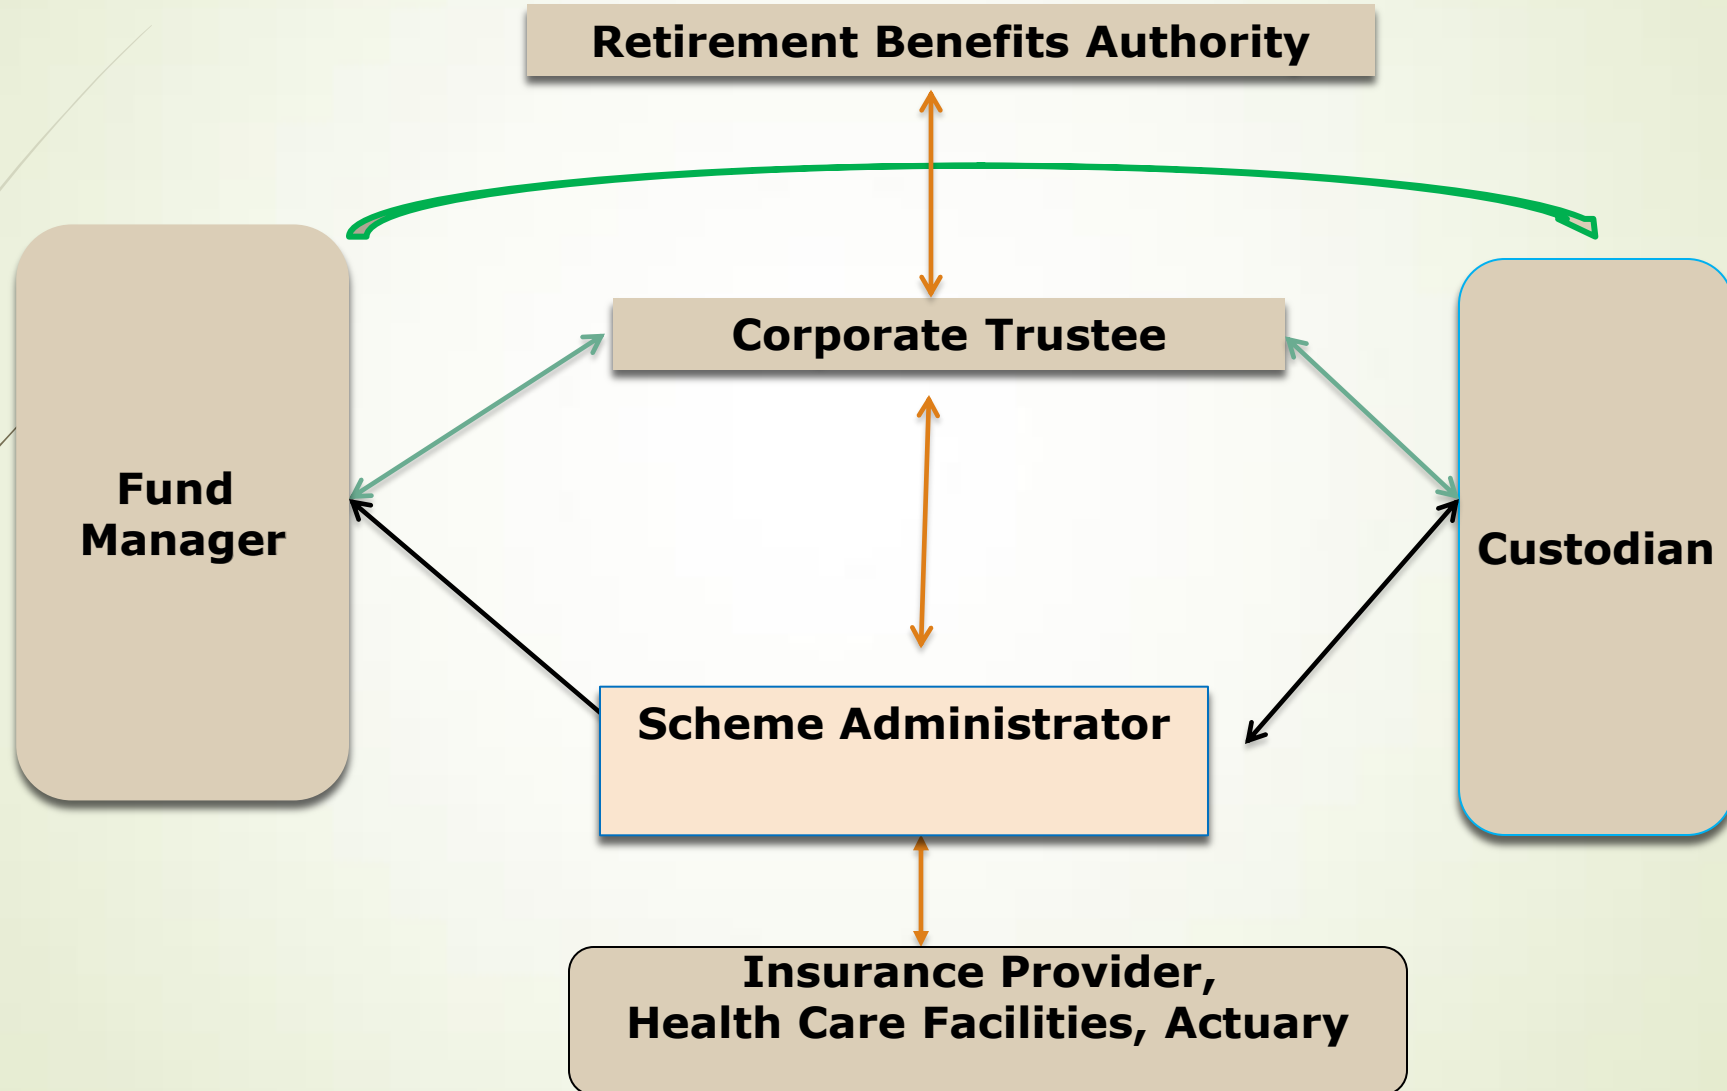 Retirement Benefits Authority
Corporate Trustee
Fund
Manager
Custodian
Scheme Administrator
Insurance Provider,
Health Care Facilities, Actuary